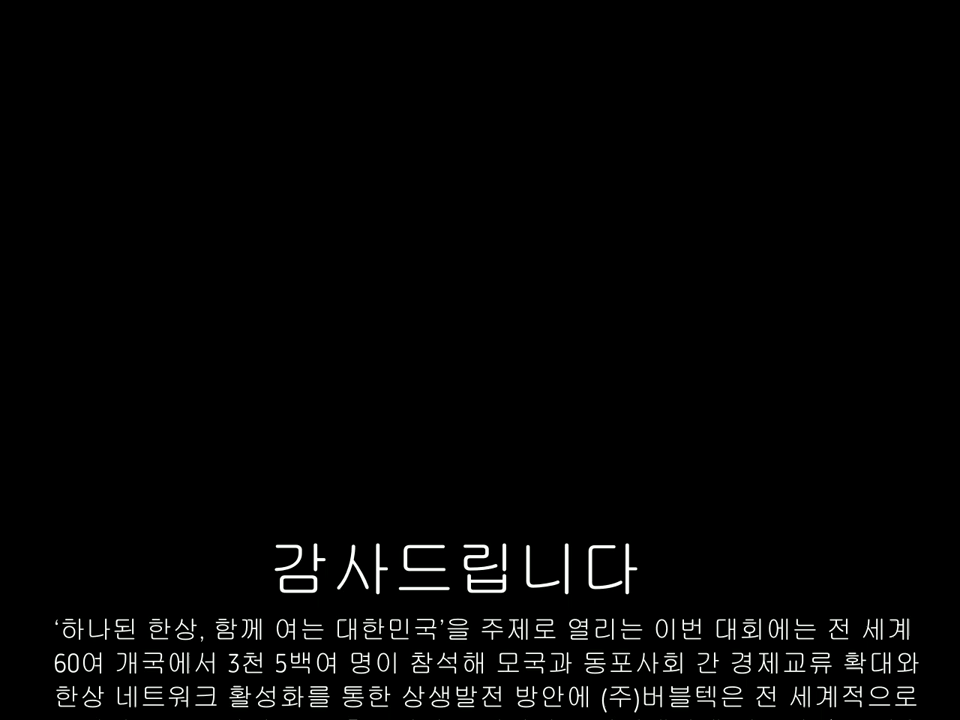 감사드립니다
‘하나된 한상, 함께 여는 대한민국’을 주제로 열리는 이번 대회에는 전 세계
60여 개국에서 3천 5백여 명이 참석해 모국과 동포사회 간 경제교류 확대와
한상 네트워크 활성화를 통한 상생발전 방안에 (주)버블텍은 전 세계적으로